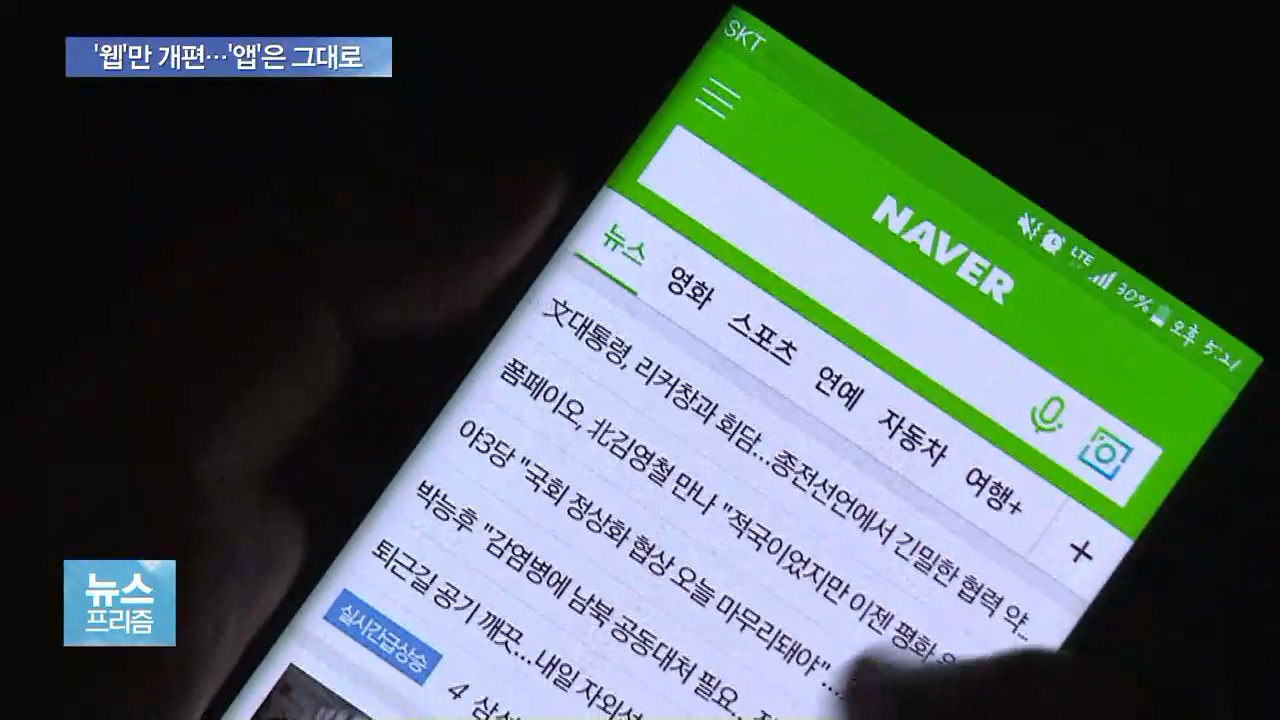 '웹'만 개편…'앱'은 그대로
SKT
LTE 30% 오후 5:21
NAVER
뉴스 영화 스포츠 연예 자동차 여행+
+
文대통령, 리커창과 회담...종전선언에서 긴밀한 협력 약...
폼페이오, 北김영철 만나 "적국이었지만 이젠 평화
야3당 "국회 정상화 협상 오늘 마무리돼야"...
박능후 "감염병에 남북 공동대처 필요..
퇴근길 공기 깨끗...내일 자외선
실시간급상승
4 삼성
뉴스
프리즘